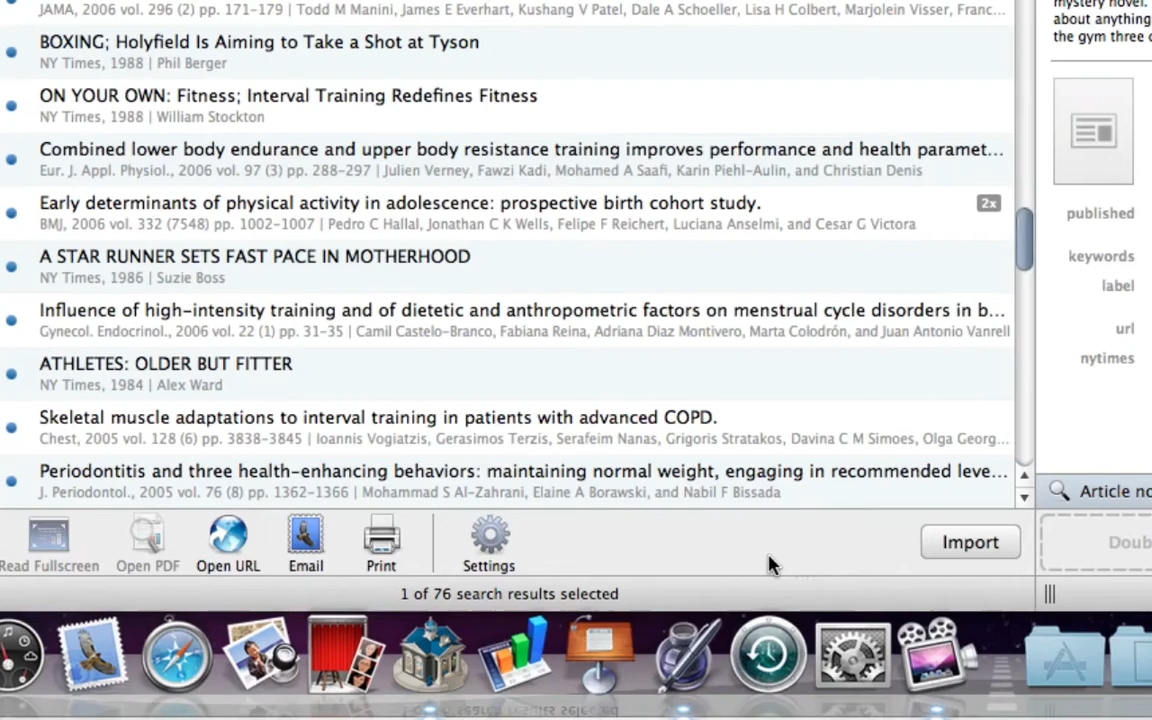 JAMA, 2006 vol. 296 (2) pp. 171-179 | Todd M Manini, James E Everhart, Kushang V Patel, Dale A Schoeller, Lisa H Colbert, Marjolein Visser, Franc...
mystery novel.
about anything
the gym three
BOXING; Holyfield Is Aiming to Take a Shot at Tyson
NY Times, 1988 | Phil Berger
ON YOUR OWN: Fitness; Interval Training Redefines Fitness
NY Times, 1988 | William Stockton
Combined lower body endurance and upper body resistance training improves performance and health paramet...
Eur. J. Appl. Physiol., 2006 vol. 97 (3) pp. 288-297 | Julien Verney, Fawzi Kadi, Mohamed A Saafi, Karin Piehl-Aulin, and Christian Denis
Early determinants of physical activity in adolescence: prospective birth cohort study.
2x
BMJ, 2006 vol. 332 (7548) pp. 1002-1007 | Pedro C Hallal, Jonathan C K Wells, Felipe F Reichert, Luciana Anselmi, and Cesar G Victora
A STAR RUNNER SETS FAST PACE IN MOTHERHOOD
NY Times, 1986 | Suzie Boss
Influence of high-intensity training and of dietetic and anthropometric factors on menstrual cycle disorders in b...
Gynecol. Endocrinol., 2006 vol. 22 (1) pp. 31-35 | Camil Castelo-Branco, Fabiana Reina, Adriana Diaz Montivero, Marta Colodrón, and Juan Antonio Vanrell
ATHLETES: OLDER BUT FITTER
NY Times, 1984 | Alex Ward
Skeletal muscle adaptations to interval training in patients with advanced COPD.
Chest, 2005 vol. 128 (6) pp. 3838-3845 | Ioannis Vogiatzis, Gerasimos Terzis, Serafeim Nanas, Grigoris Stratakos, Davina C M Simoes, Olga Georg...
Periodontitis and three health-enhancing behaviors: maintaining normal weight, engaging in recommended leve...
J. Periodontol., 2005 vol. 76 (8) pp. 1362-1366 | Mohammad S Al-Zahrani, Elaine A Borawski, and Nabil F Bissada
published
keywords
label
url
nytimes
Article no
Doub
Read Fullscreen
Open PDF
Open URL
Email
Print
Settings
Import
1 of 76 search results selected